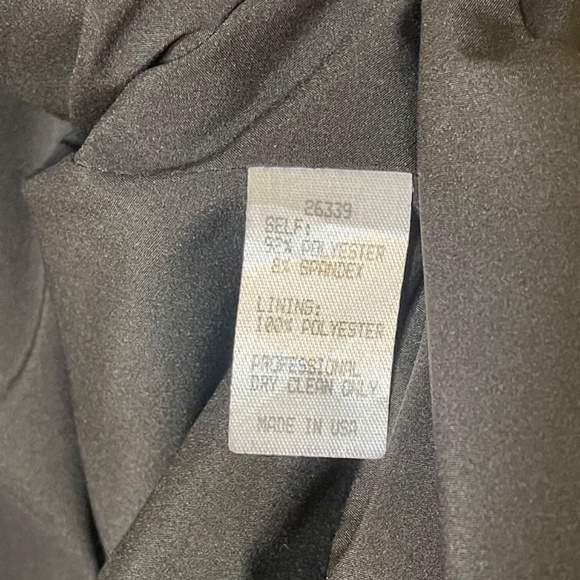 26339
SELF:
92% POLYESTER
8% SPANDEX
LINING:
100% POLYESTER
PROFESSIONAL
DRY CLEAN ONLY
MADE IN USA